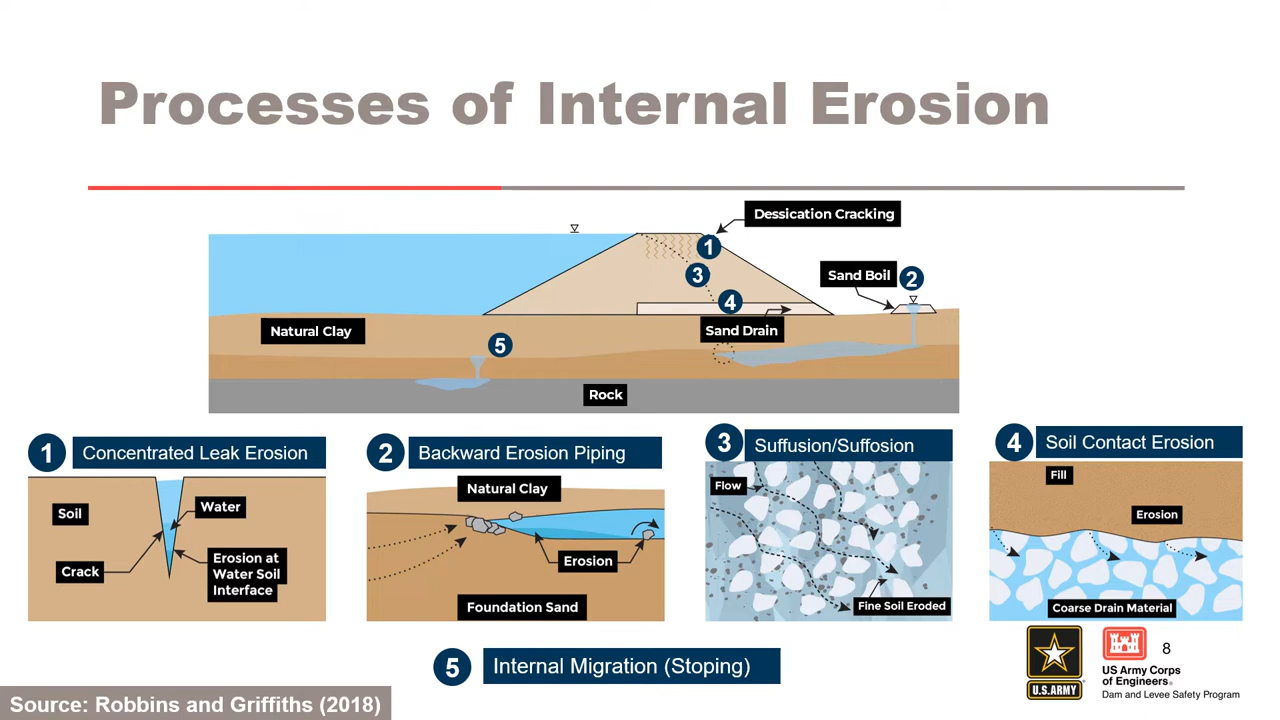 Processes of Internal Erosion
Dessication Cracking
1
3
Sand Boil
2
4
Natural Clay
Sand Drain
5
Rock
1
Concentrated Leak Erosion
Soil
Water
Crack
Erosion at
Water Soil
Interface
2
Backward Erosion Piping
Natural Clay
Erosion
Foundation Sand
3
Suffusion/Suffosion
Flow
Fine Soil Eroded
4
Soil Contact Erosion
Fill
Erosion
Coarse Drain Material
5
Internal Migration (Stoping)
U.S.ARMY
8
US Army Corps
of Engineers®
Dam and Levee Safety Program
Source: Robbins and Griffiths (2018)